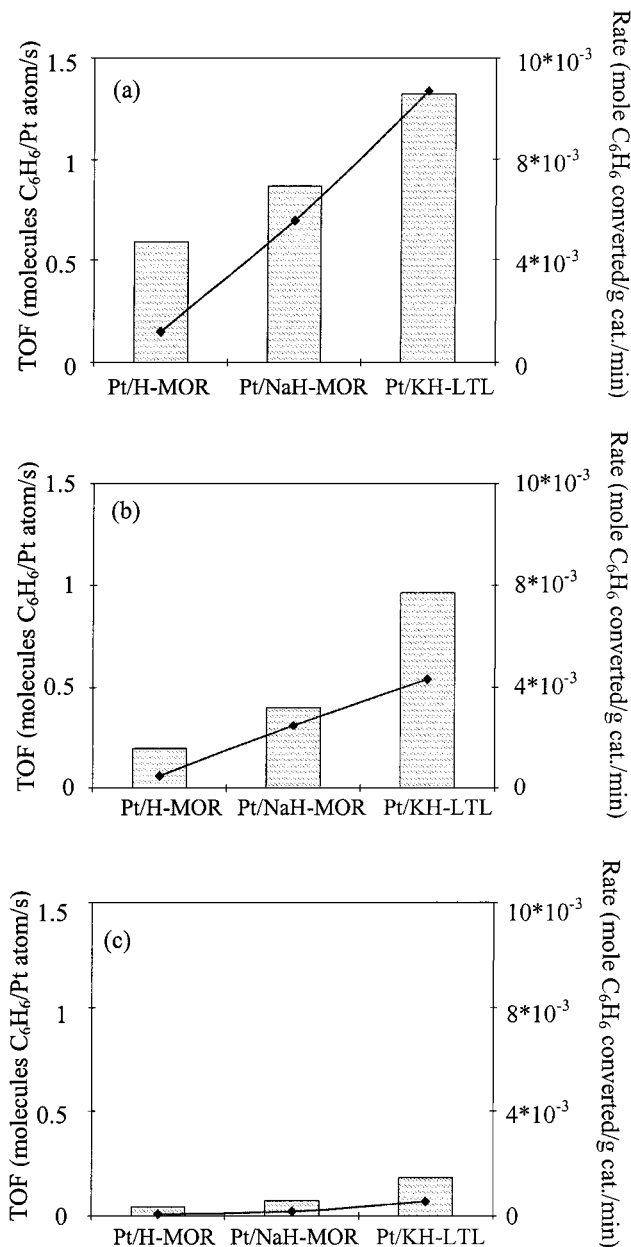 TOF (molecules C₆H₆/Pt atom/s)
1.5
1
0.5
0
(a)
10*10⁻³
8*10⁻³
4*10⁻³
0
Rate (mole C₆H₆ converted/g cat./min)
Pt/H-MOR Pt/NaH-MOR Pt/KH-LTL
TOF (molecules C₆H₆/Pt atom/s)
1.5
1
0.5
0
(b)
10*10⁻³
8*10⁻³
4*10⁻³
0
Rate (mole C₆H₆ converted/g cat./min)
Pt/H-MOR Pt/NaH-MOR Pt/KH-LTL
TOF (molecules C₆H₆/Pt atom/s)
1.5
1
0.5
0
(c)
10*10⁻³
8*10⁻³
4*10⁻³
0
Rate (mole C₆H₆ converted/g cat./min)
Pt/H-MOR Pt/NaH-MOR Pt/KH-LTL